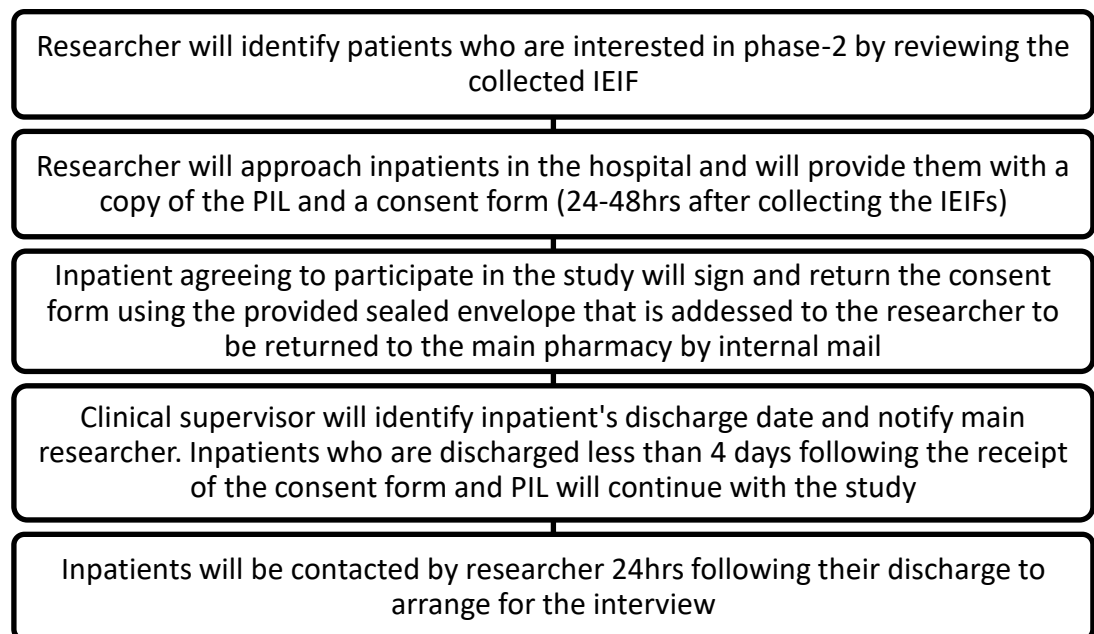 Researcher will identify patients who are interested in phase-2 by reviewing the
collected IEIF
Researcher will approach inpatients in the hospital and will provide them with a
copy of the PIL and a consent form (24-48hrs after collecting the IEIFs)
Inpatient agreeing to participate in the study will sign and return the consent
form using the provided sealed envelope that is addressed to the researcher to
be returned to the main pharmacy by internal mail
Clinical supervisor will identify inpatient's discharge date and notify main
researcher. Inpatients who are discharged less than 4 days following the receipt
of the consent form and PIL will continue with the study
Inpatients will be contacted by researcher 24hrs following their discharge to
arrange for the interview